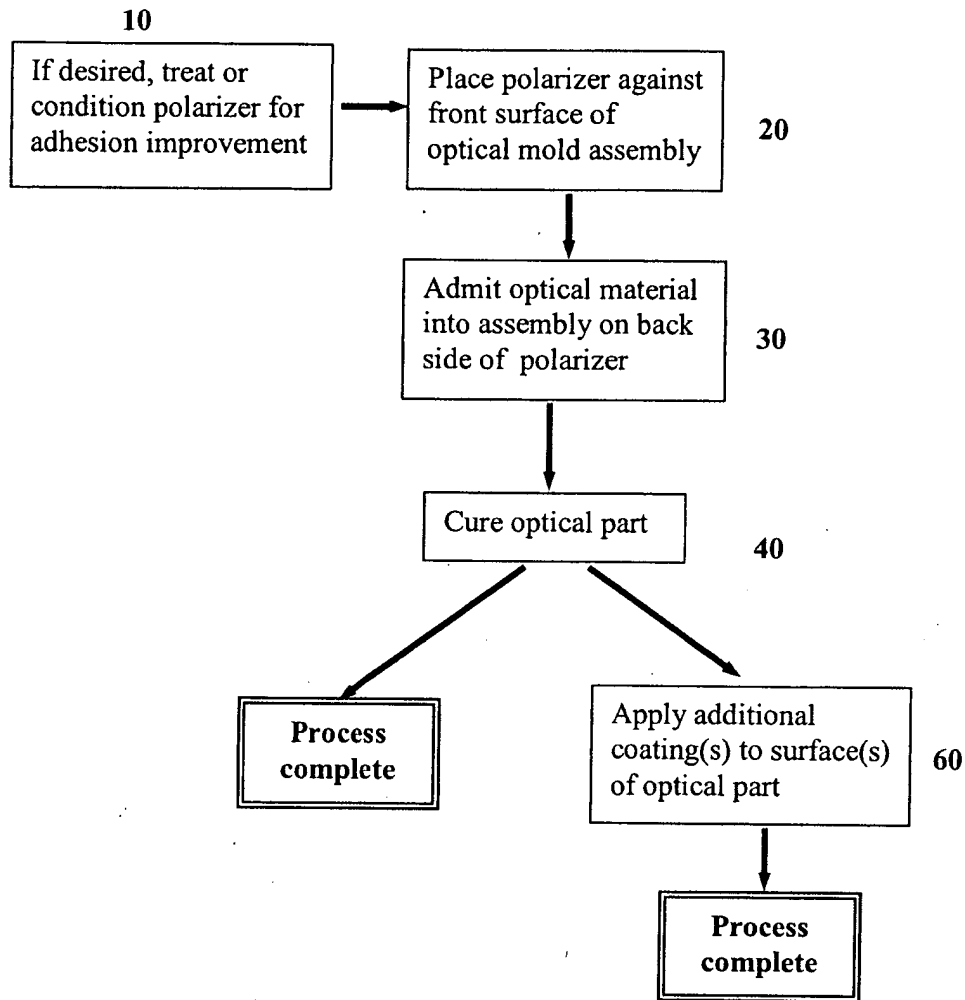 10
If desired, treat or
condition polarizer for
adhesion improvement
Place polarizer against
front surface of
optical mold assembly
20
Admit optical material
into assembly on back
side of polarizer
30
Cure optical part
40
Process
complete
Apply additional
coating(s) to surface(s)
of optical part
60
Process
complete